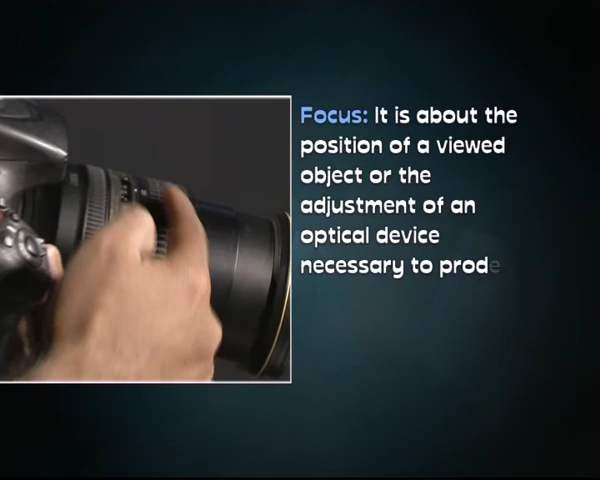 Focus: It is about the
position of a viewed
object or the
adjustment of an
optical device
necessary to prode